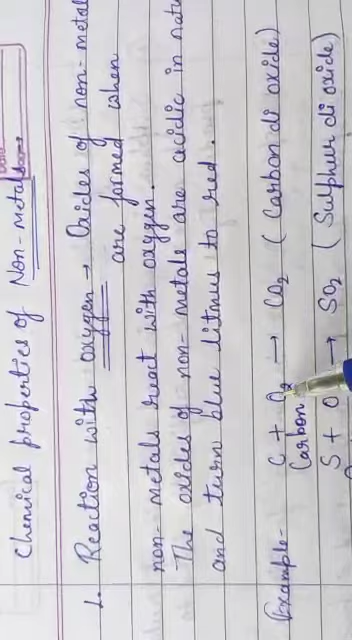 Chemical properties of Non-metals →
1. Reaction with oxygen → Oxides of non-metal
are formed when
non-metals react with oxygen.
The oxides of non-metals are acidic in natu
and turn blue litmus to red.
Example- C + O2 → CO2 (Carbon di oxide)
Carbon
S + O → SO2 (Sulphur di oxide)